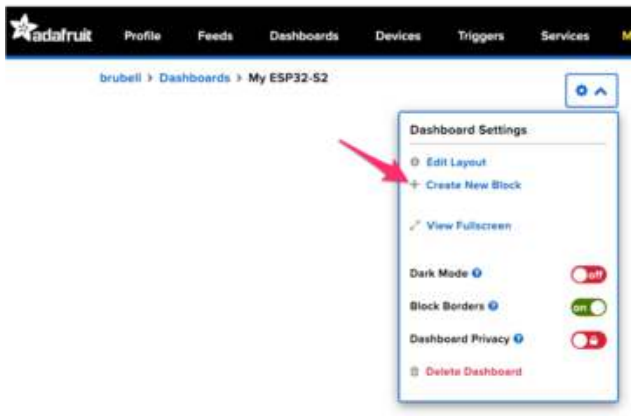 adafruit Profile Feeds Dashboards Devices Triggers Services M
brubell > Dashboards > My ESP32-S2
Dashboard Settings
Edit Layout
+ Create New Block
View Fullscreen
Dark Mode ? off
Block Borders ? on
Dashboard Privacy ?
Delete Dashboard